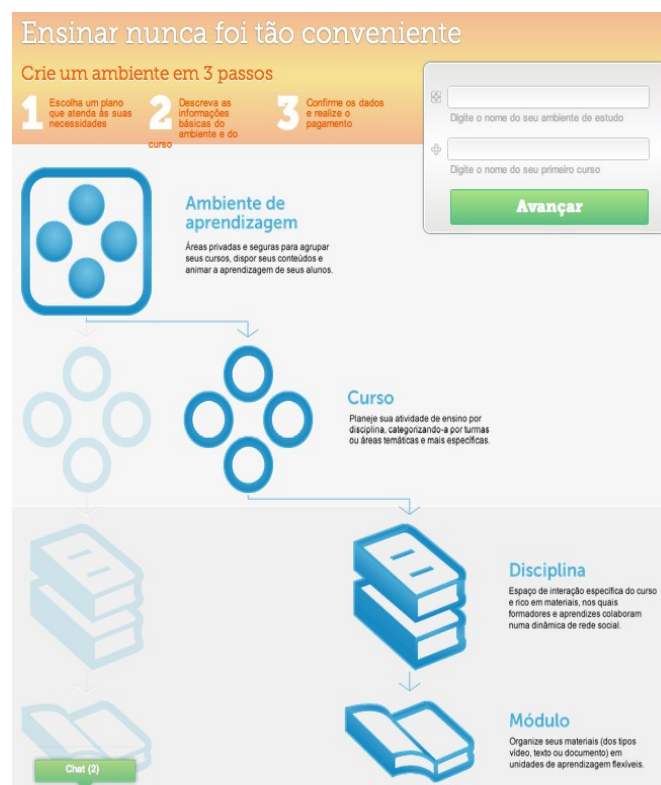 Ensinar nunca foi tão conveniente
Crie um ambiente em 3 passos
1
Escolha um plano
que atenda às suas
necessidades
2
Descreva as
informações
básicas do
ambiente e do
curso
3
Confirme os dados
e realize o
pagamento
Digite o nome do seu ambiente de estudo
Digite o nome do seu primeiro curso
Avançar
Ambiente de
aprendizagem
Áreas privadas e seguras para agrupar
seus cursos, dispor seus conteúdos e
animar a aprendizagem de seus alunos.
Curso
Planeje sua atividade de ensino por
disciplina, categorizando-a por turmas
ou áreas temáticas e mais específicas.
Disciplina
Espaço de interação específica do curso
e rico em materiais, nos quais
formadores e aprendizes colaboram
numa dinâmica de rede social.
Módulo
Organize seus materiais (dos tipos
vídeo, texto ou documento) em
unidades de aprendizagem flexíveis.
Chat (2)